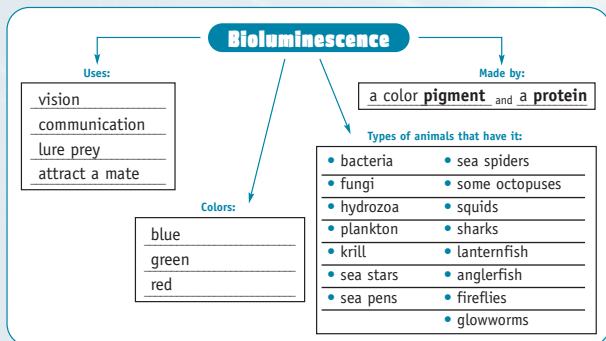 Bioluminescence
Uses:
vision
communication
lure prey
attract a mate
Colors:
blue
green
red
Made by:
a color pigment and a protein
Types of animals that have it:
• bacteria
• fungi
• hydrozoa
• plankton
• krill
• sea stars
• sea pens
• sea spiders
• some octopuses
• squids
• sharks
• lanternfish
• anglerfish
• fireflies
• glowworms